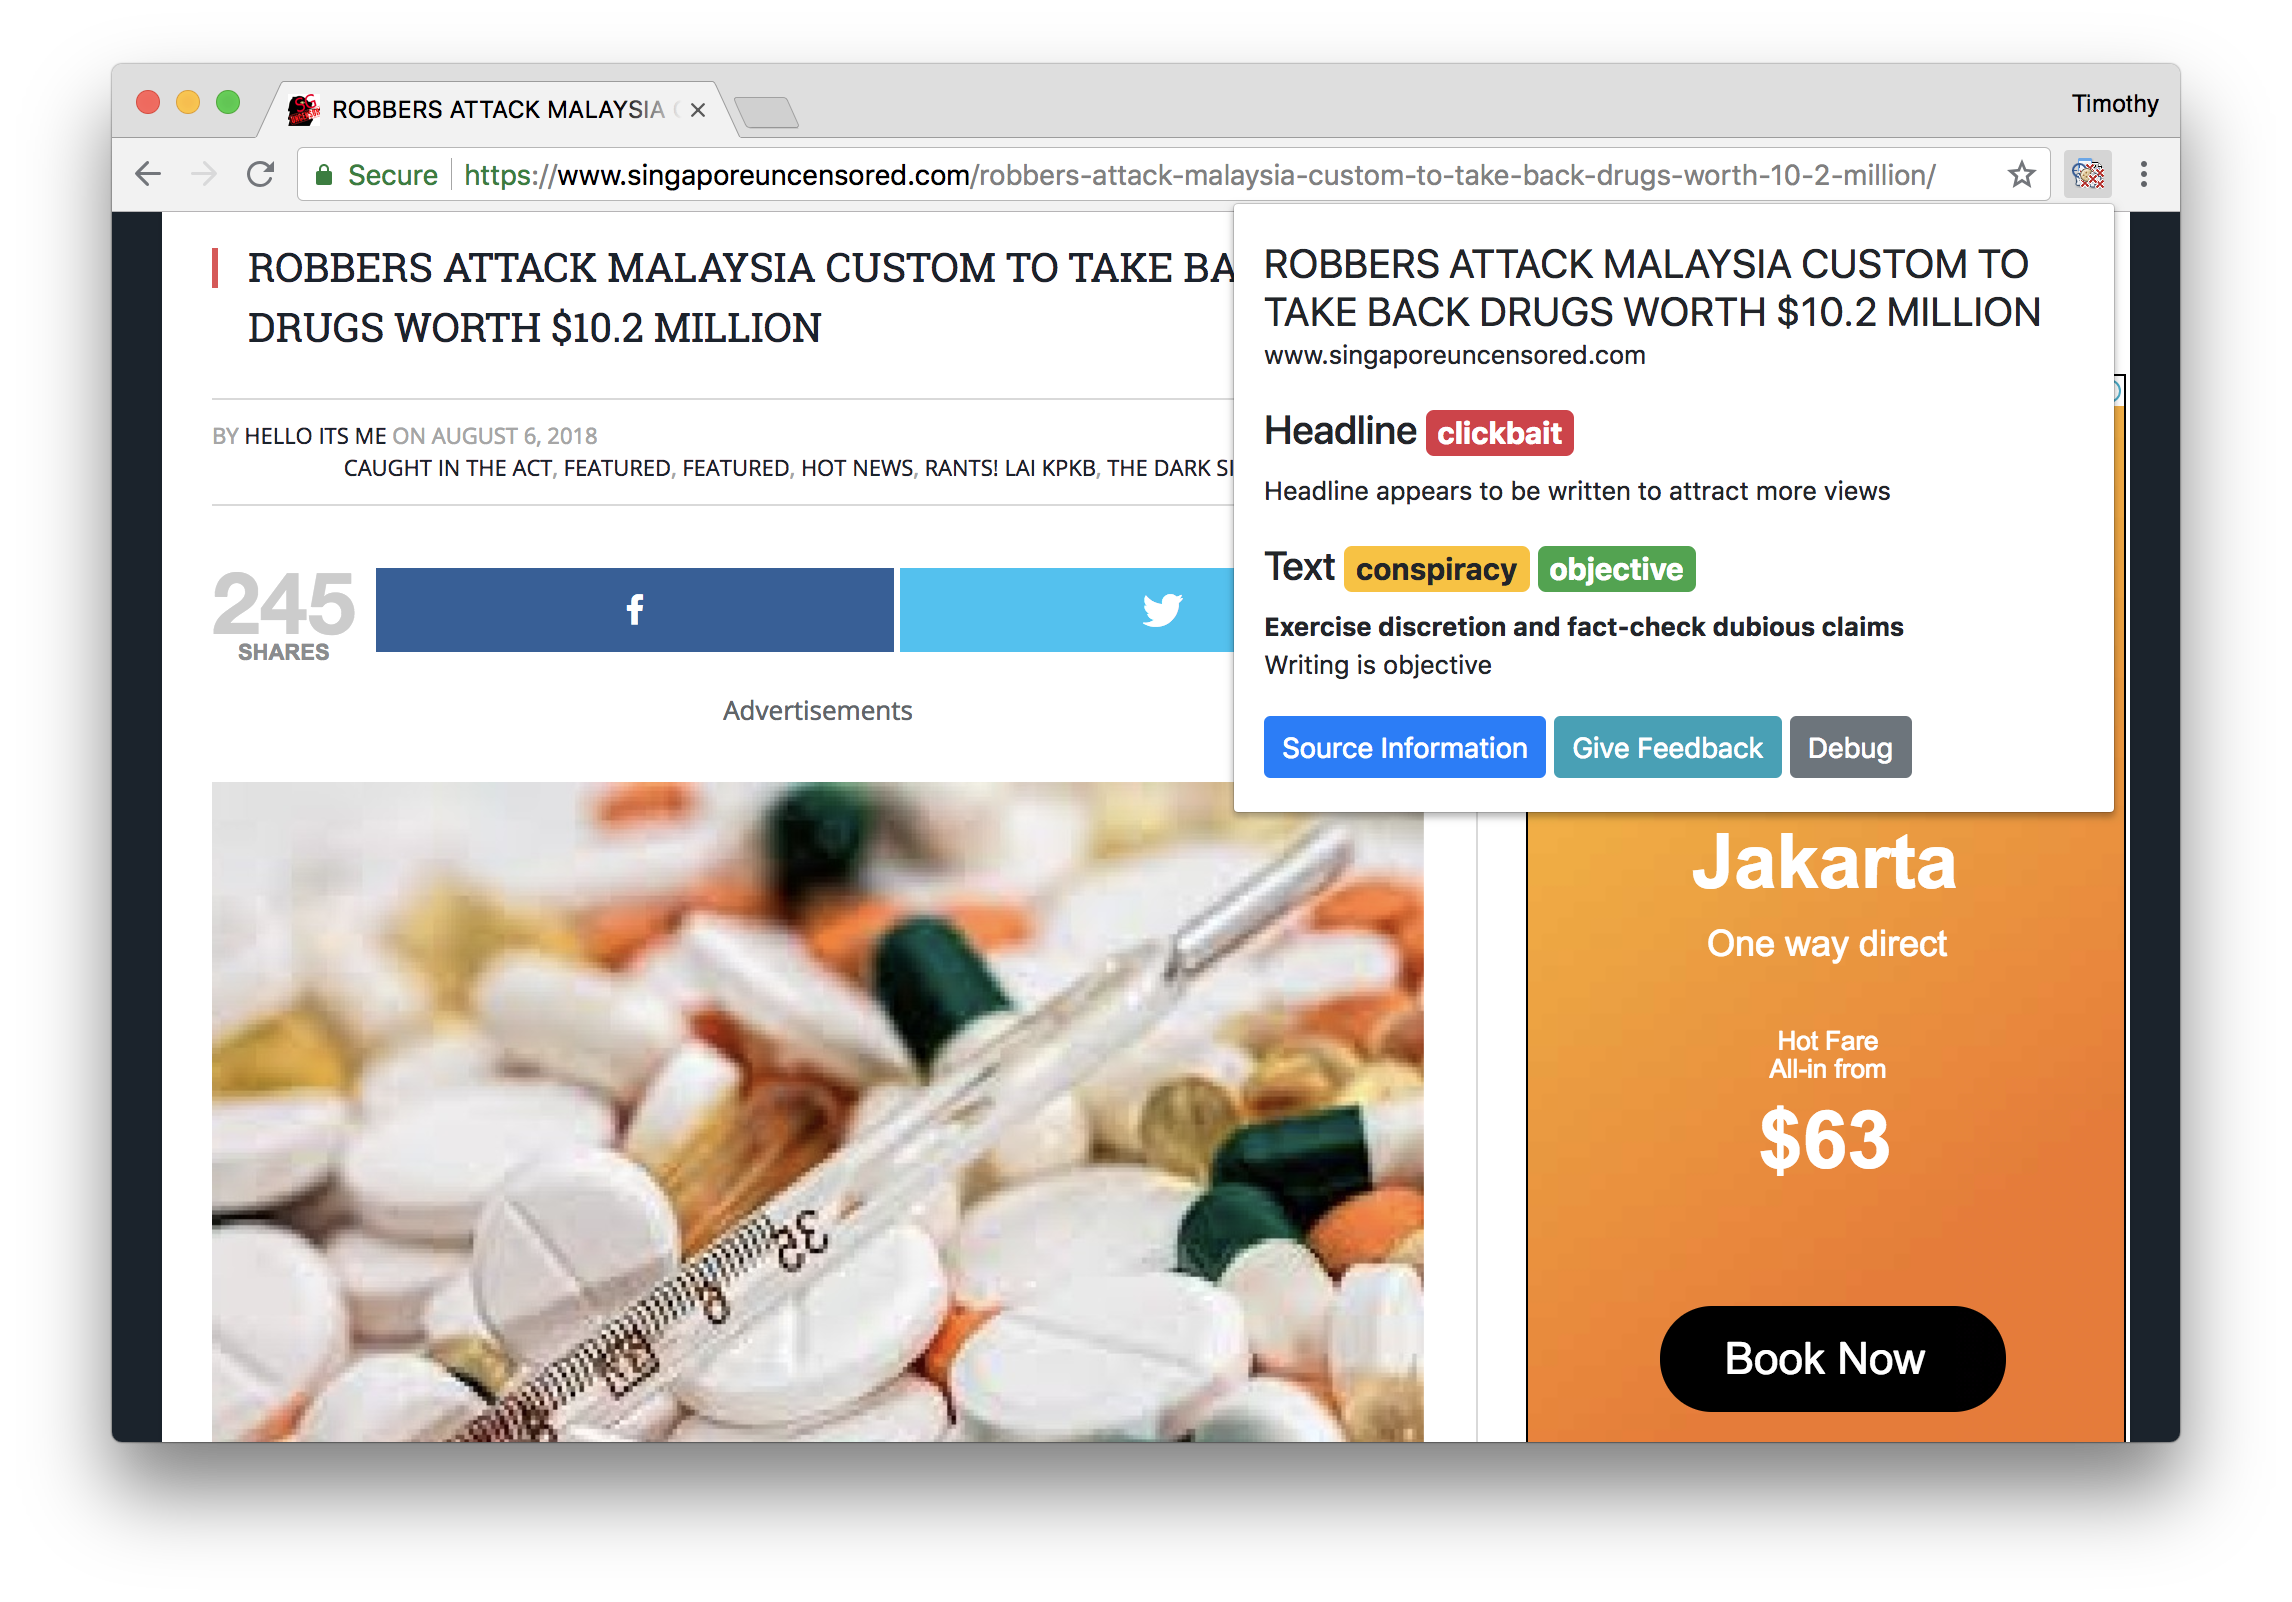 ROBBERS ATTACK MALAYSIA
Timothy
Secure https://www.singaporeuncensored.com/robbers-attack-malaysia-custom-to-take-back-drugs-worth-10-2-million/
ROBBERS ATTACK MALAYSIA CUSTOM TO TAKE BA
DRUGS WORTH $10.2 MILLION
BY HELLO ITS ME ON AUGUST 6, 2018
CAUGHT IN THE ACT, FEATURED, FEATURED, HOT NEWS, RANTS! LAI KPKB, THE DARK SI
245
SHARES
Advertisements
ROBBERS ATTACK MALAYSIA CUSTOM TO
TAKE BACK DRUGS WORTH $10.2 MILLION
www.singaporeuncensored.com
Headline clickbait
Headline appears to be written to attract more views
Text conspiracy objective
Exercise discretion and fact-check dubious claims
Writing is objective
Source Information Give Feedback Debug
Jakarta
One way direct
Hot Fare
All-in from
$63
Book Now